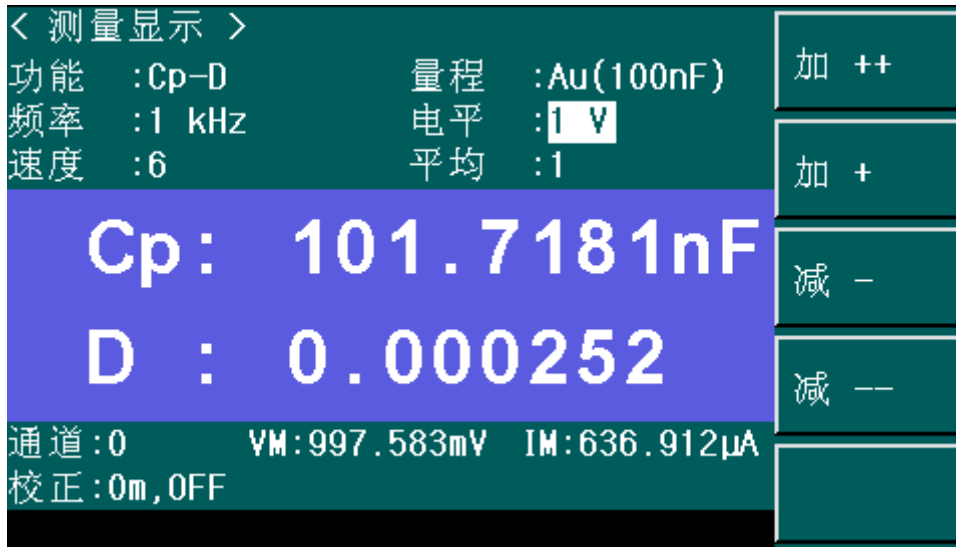 < 测量显示 >
功能 :Cp-D 量程 :Au(100nF)
频率 :1 kHz 电平 :1 V
速度 :6 平均 :1
Cp: 101.7181nF
D : 0.000252
通道:0 VM:997.583mV IM:636.912μA
校正:0m,OFF
加 ++
加 +
减 -
减 --